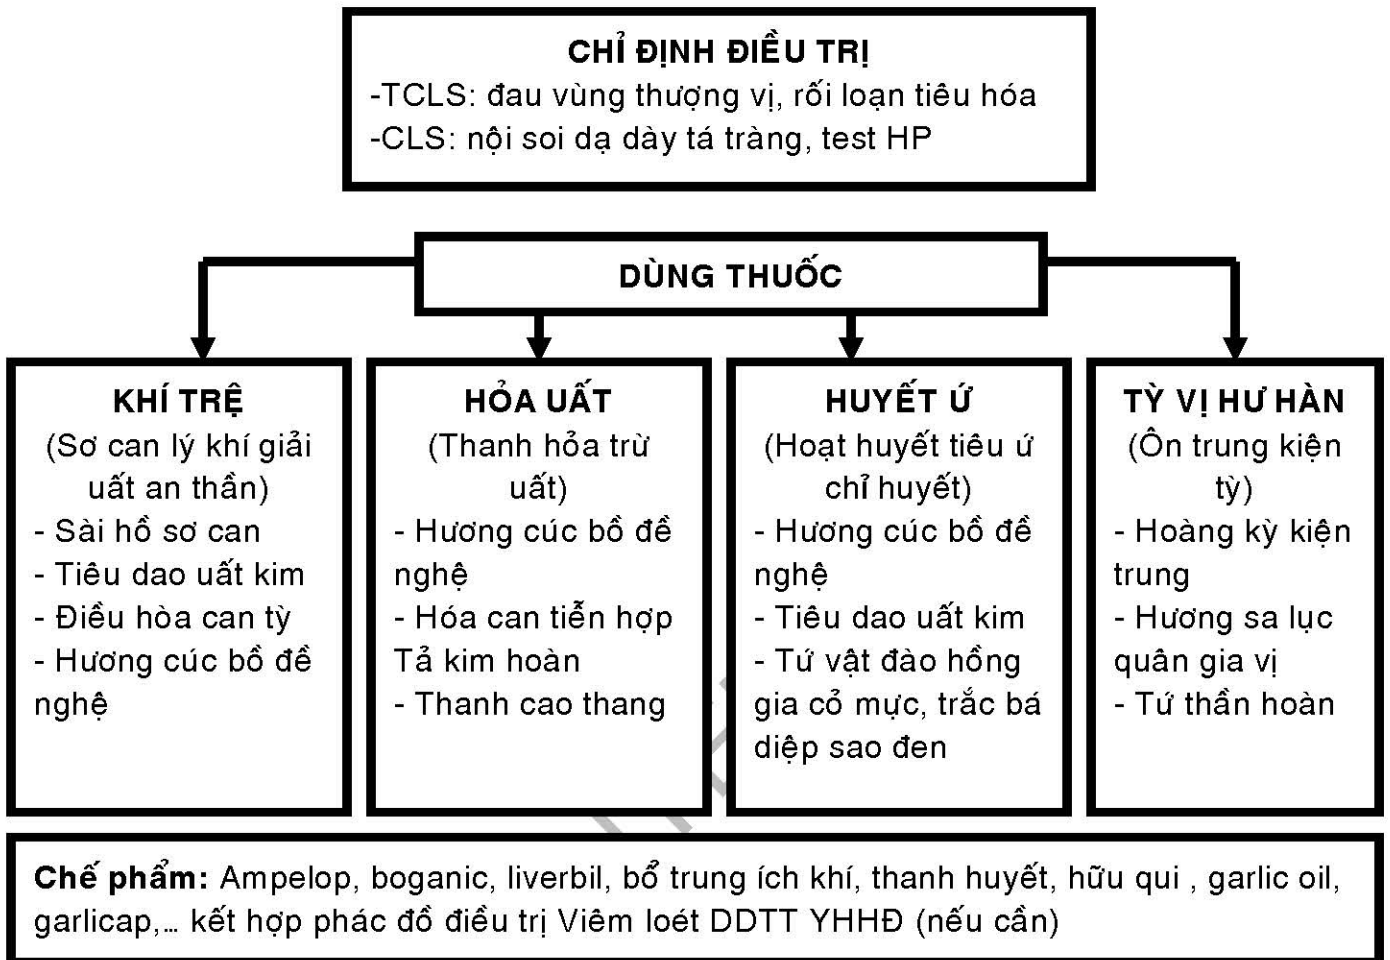 CHỈ ĐỊNH ĐIỀU TRỊ
-TCLS: đau vùng thượng vị, rối loạn tiêu hóa
-CLS: nội soi dạ dày tá tràng, test HP
DÙNG THUỐC
KHÍ TRỆ
(Sơ can lý khí giải
uất an thần)
- Sài hồ sơ can
- Tiêu dao uất kim
- Điều hòa can tỳ
- Hương cúc bồ đề
nghệ
HỎA UẤT
(Thanh hỏa trừ
uất)
- Hương cúc bồ đề
nghệ
- Hóa can tiễn hợp
Tả kim hoàn
- Thanh cao thang
HUYẾT Ứ
(Hoạt huyết tiêu ứ
chỉ huyết)
- Hương cúc bồ đề
nghệ
- Tiêu dao uất kim
- Tứ vật đào hồng
gia cỏ mực, trắc bá
diệp sao đen
TỲ VỊ HƯ HÀN
(Ôn trung kiện
tỳ)
- Hoàng kỳ kiện
trung
- Hương sa lục
quân gia vị
- Tứ thần hoàn
Chế phẩm: Ampelop, boganic, liverbil, bổ trung ích khí, thanh huyết, hữu qui , garlic oil,
garlicap,… kết hợp phác đồ điều trị Viêm loét DDTT YHHĐ (nếu cần)